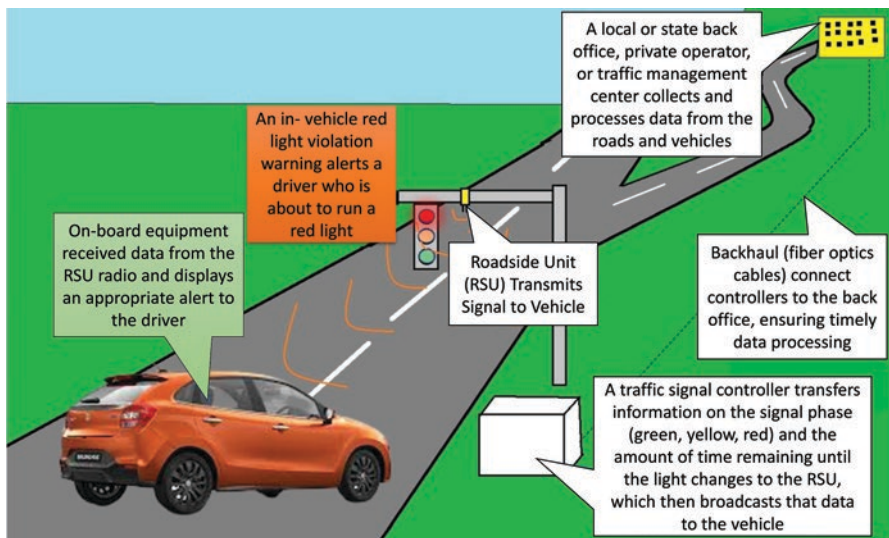 A local or state back
office, private operator,
or traffic management
center collects and
processes data from the
roads and vehicles
An in- vehicle red
light violation
warning alerts a
driver who is
about to run a
red light
On-board equipment
received data from the
RSU radio and displays
an appropriate alert to
the driver
Roadside Unit
(RSU) Transmits
Signal to Vehicle
Backhaul (fiber optics
cables) connect
controllers to the back
office, ensuring timely
data processing
A traffic signal controller transfers
information on the signal phase
(green, yellow, red) and the
amount of time remaining until
the light changes to the RSU,
which then broadcasts that data
to the vehicle